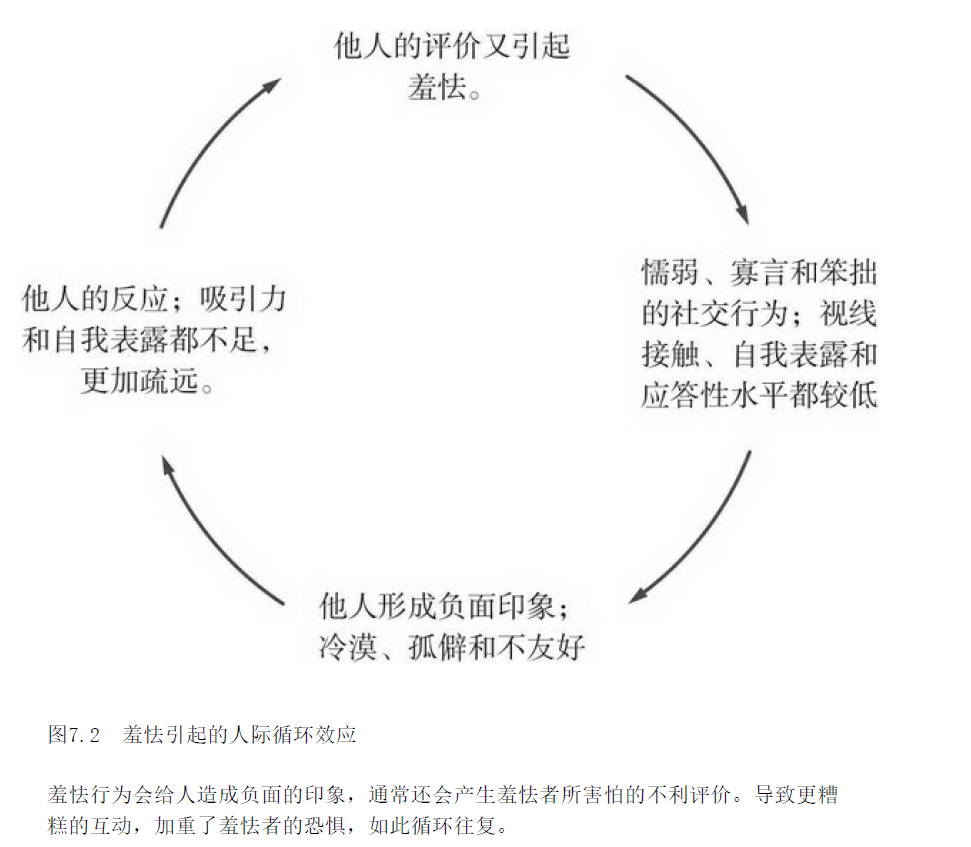 他人的评价又引起
羞怯。
懦弱、寡言和笨拙
的社交行为；视线
接触、自我表露和
应答性水平都较低
他人形成负面印象；
冷漠、孤僻和不友好
他人的反应；吸引力
和自我表露都不足，
更加疏远。
图7.2 羞怯引起的人际循环效应
羞怯行为会给人造成负面的印象，通常还会产生羞怯者所害怕的不利评价。导致更糟
糕的互动，加重了羞怯者的恐惧，如此循环往复。